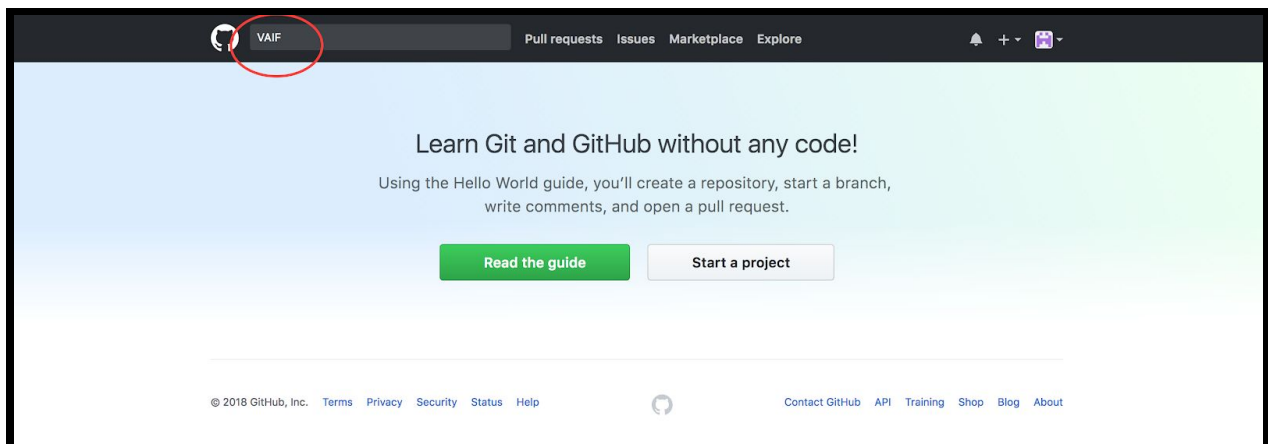 VAIF
Pull requests Issues Marketplace Explore
Learn Git and GitHub without any code!
Using the Hello World guide, you'll create a repository, start a branch,
write comments, and open a pull request.
Read the guide
Start a project
© 2018 GitHub, Inc. Terms Privacy Security Status Help
Contact GitHub API Training Shop Blog About